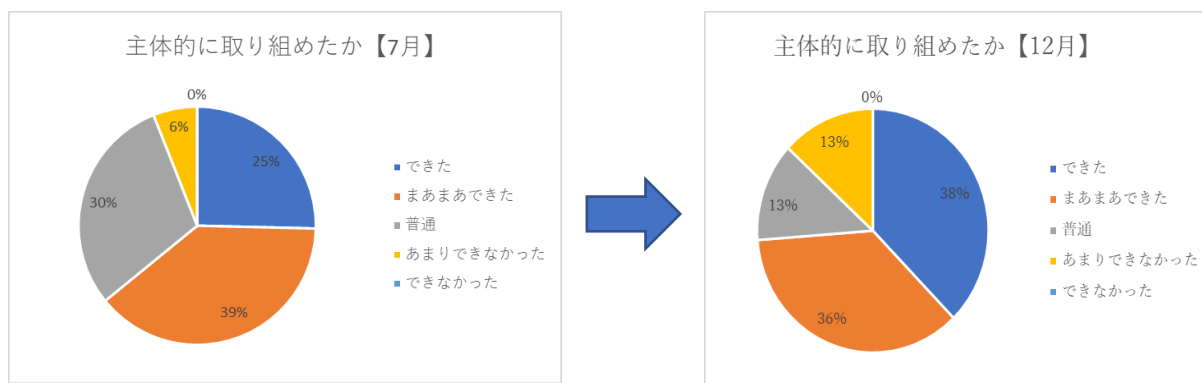 主体的に取り組めたか【7月】
0%
6%
25%
30%
39%
できた
まあまあできた
普通
あまりできなかった
できなかった
主体的に取り組めたか【12月】
0%
13%
38%
13%
36%
できた
まあまあできた
普通
あまりできなかった
できなかった